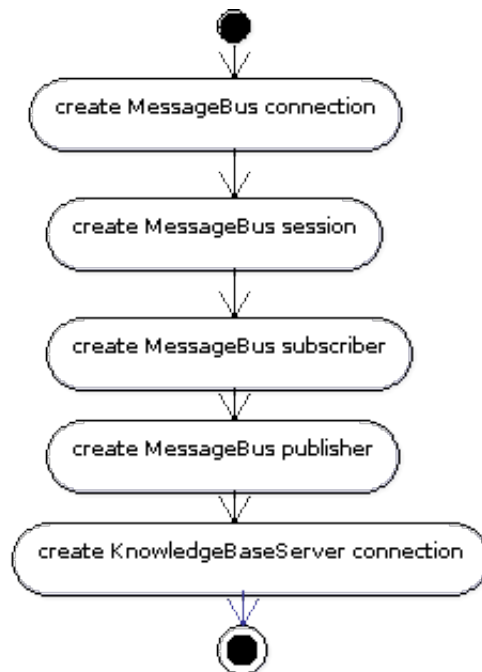 create MessageBus connection
create MessageBus session
create MessageBus subscriber
create MessageBus publisher
create KnowledgeBaseServer connection